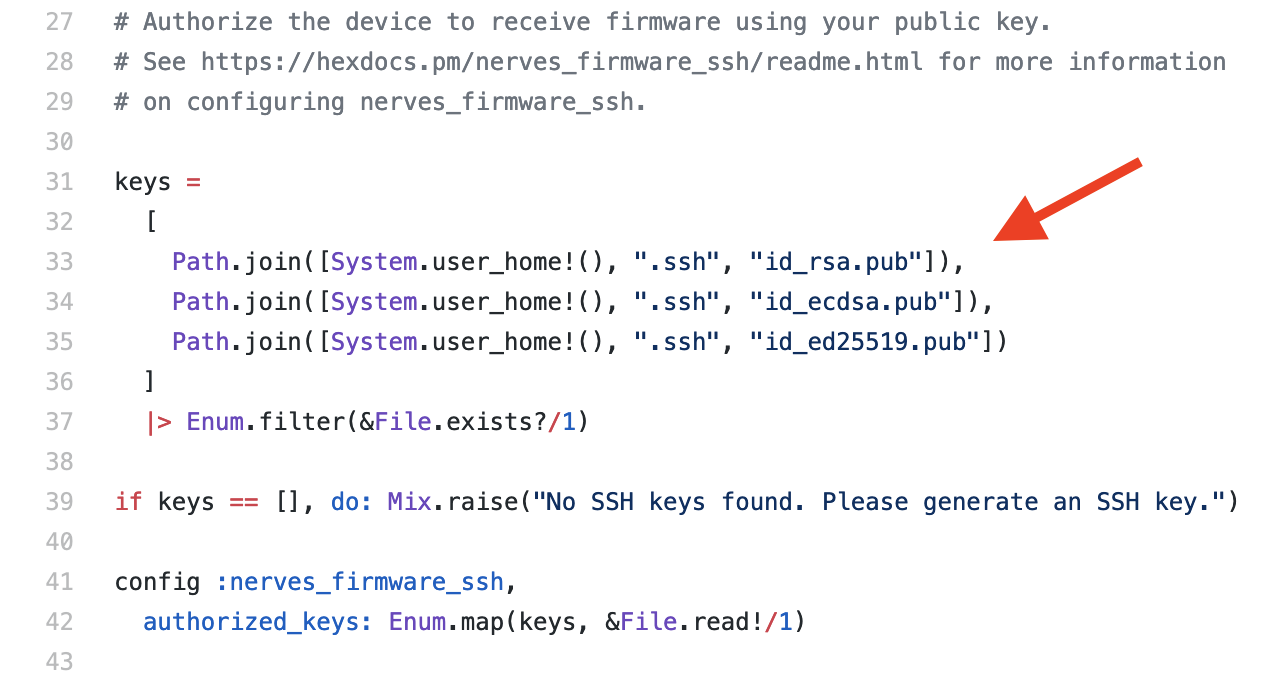 27 # Authorize the device to receive firmware using your public key.
28 # See https://hexdocs.pm/nerves_firmware_ssh/readme.html for more information
29 # on configuring nerves_firmware_ssh.
30
31 keys =
32   [
33     Path.join([System.user_home!(), ".ssh", "id_rsa.pub"]),
34     Path.join([System.user_home!(), ".ssh", "id_ecdsa.pub"]),
35     Path.join([System.user_home!(), ".ssh", "id_ed25519.pub"])
36   ]
37   |> Enum.filter(&File.exists?/1)
38
39 if keys == [], do: Mix.raise("No SSH keys found. Please generate an SSH key.")
40
41 config :nerves_firmware_ssh,
42   authorized_keys: Enum.map(keys, &File.read!/1)
43